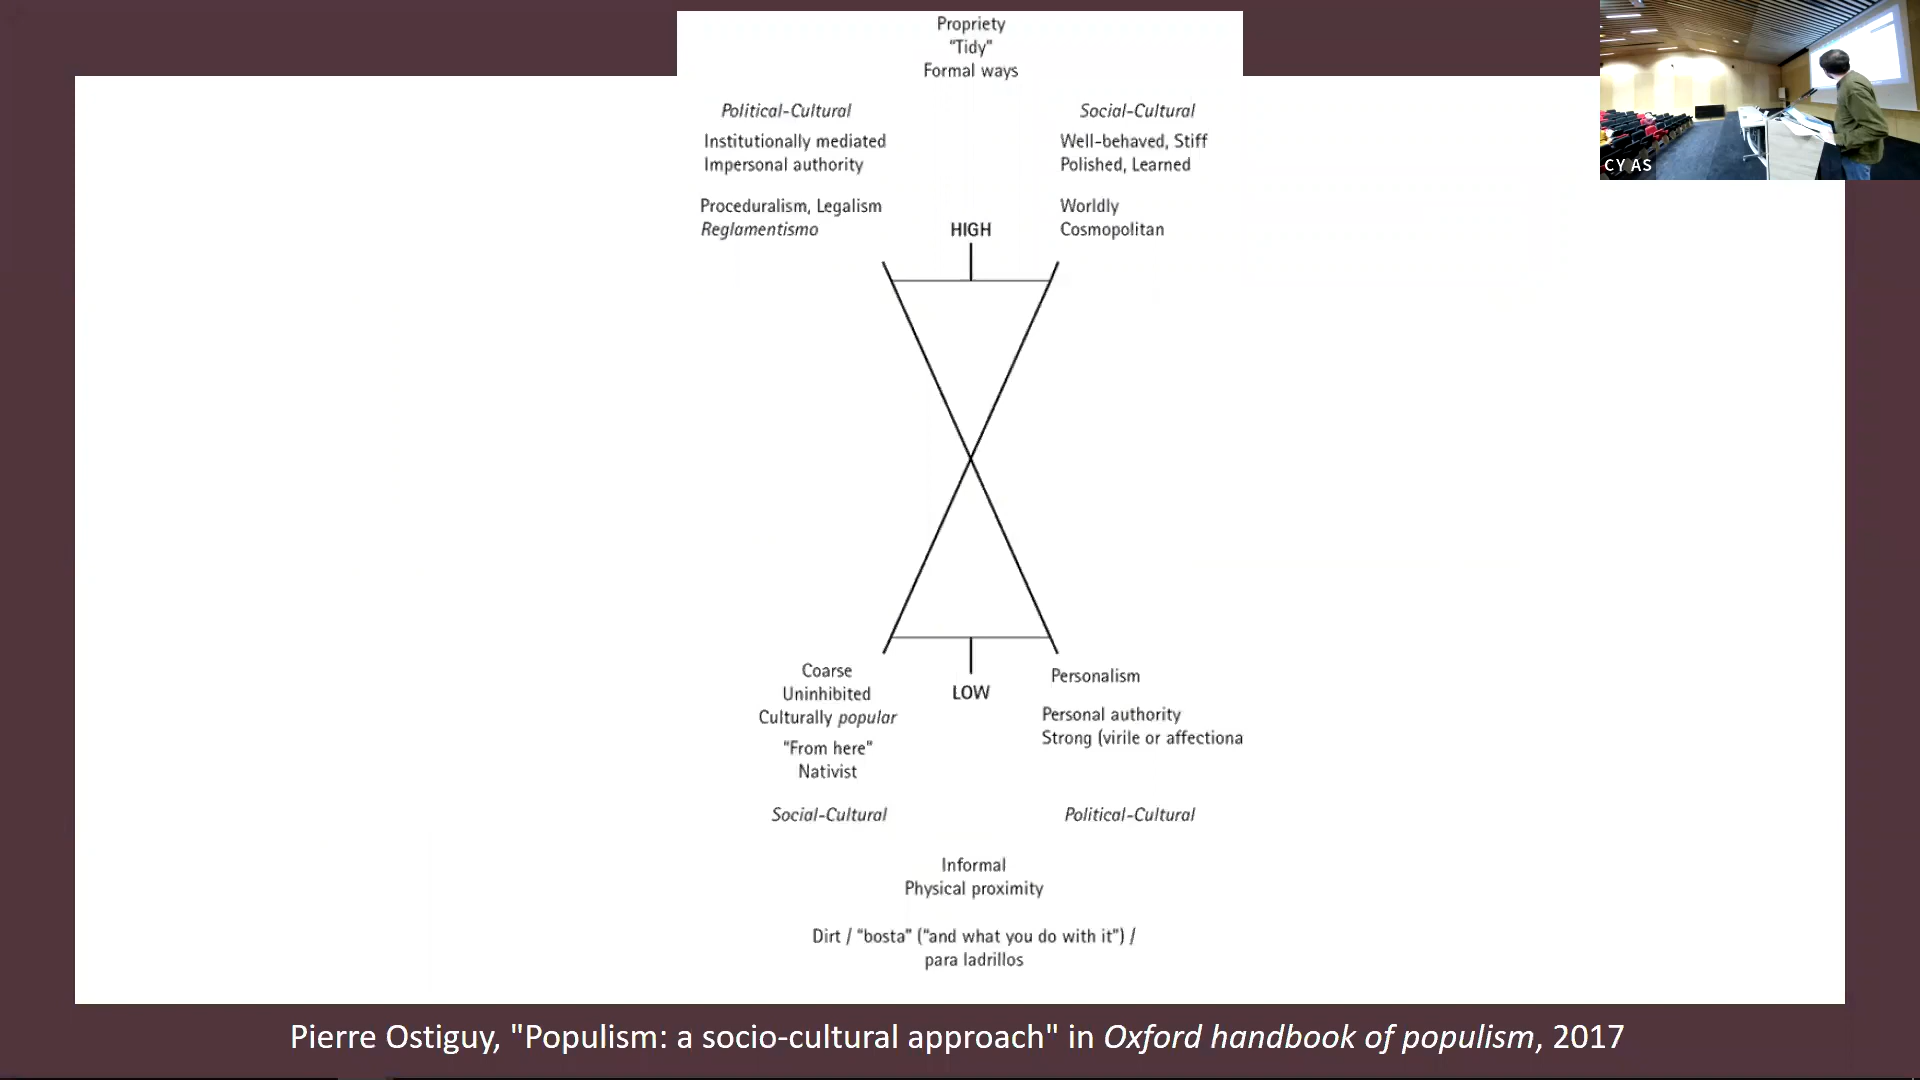 Propriety
"Tidy"
Formal ways
Political-Cultural
Institutionally mediated
Impersonal authority
Proceduralism, Legalism
Reglamentismo
Social-Cultural
Well-behaved, Stiff
Polished, Learned
Worldly
Cosmopolitan
HIGH
CY AS
LOW
Coarse
Uninhibited
Culturally popular
"From here"
Nativist
Social-Cultural
Personalism
Personal authority
Strong (virile or affectiona
Political-Cultural
Informal
Physical proximity
Dirt / "bosta" ("and what you do with it") /
para ladrillos
Pierre Ostiguy, "Populism: a socio-cultural approach" in Oxford handbook of populism, 2017